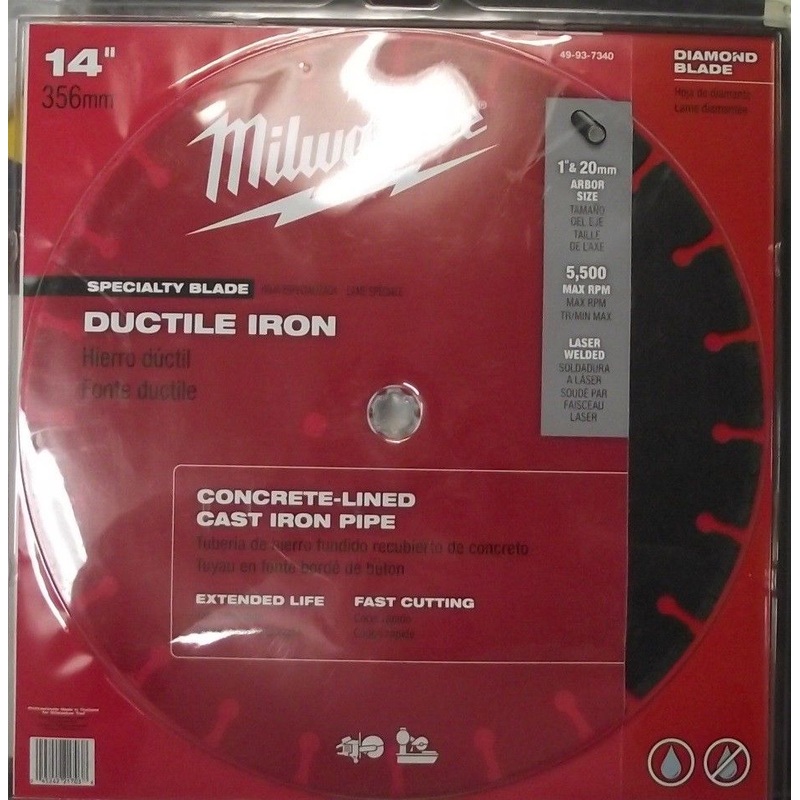 14"
356mm
49-93-7340
DIAMOND
BLADE
Hoja de diamante
Lame diamantée
Milwaukee®
1" & 20mm
ARBOR
SIZE
TAMAÑO
DEL EJE
TAILLE
DE L'AXE
5,500
MAX RPM
MAX RPM
TR/MIN MAX
LASER
WELDED
SOLDADURA
A LÁSER
SOUDÉ PAR
FAISCEAU
LASER
SPECIALTY BLADE
DUCTILE IRON
Hierro dúctil
Fonte ductile
CONCRETE-LINED
CAST IRON PIPE
Tubería de hierro fundido recubierto de concreto
Tuyau en fonte bordé de béton
EXTENDED LIFE
FAST CUTTING
Corte rápido